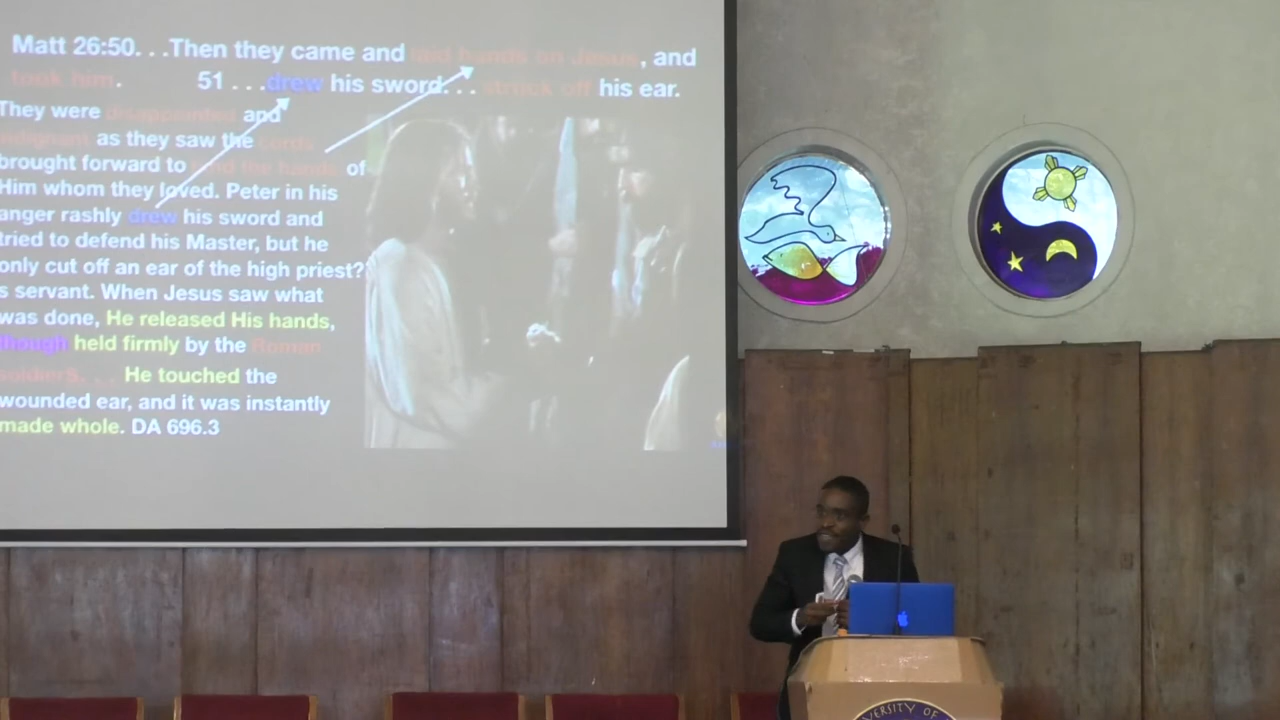 Matt 26:50. . .Then they came and laid hands on Jesus, and
took him. 51 . . .drew his sword. . . struck off his ear.
They were disappointed and
indignant as they saw the cords
brought forward to bind the hands of
Him whom they loved. Peter in his
anger rashly drew his sword and
tried to defend his Master, but he
only cut off an ear of the high priest?
s servant. When Jesus saw what
was done, He released His hands,
though held firmly by the Roman
soldiers. . . He touched the
wounded ear, and it was instantly
made whole. DA 696.3
VERSITY OF